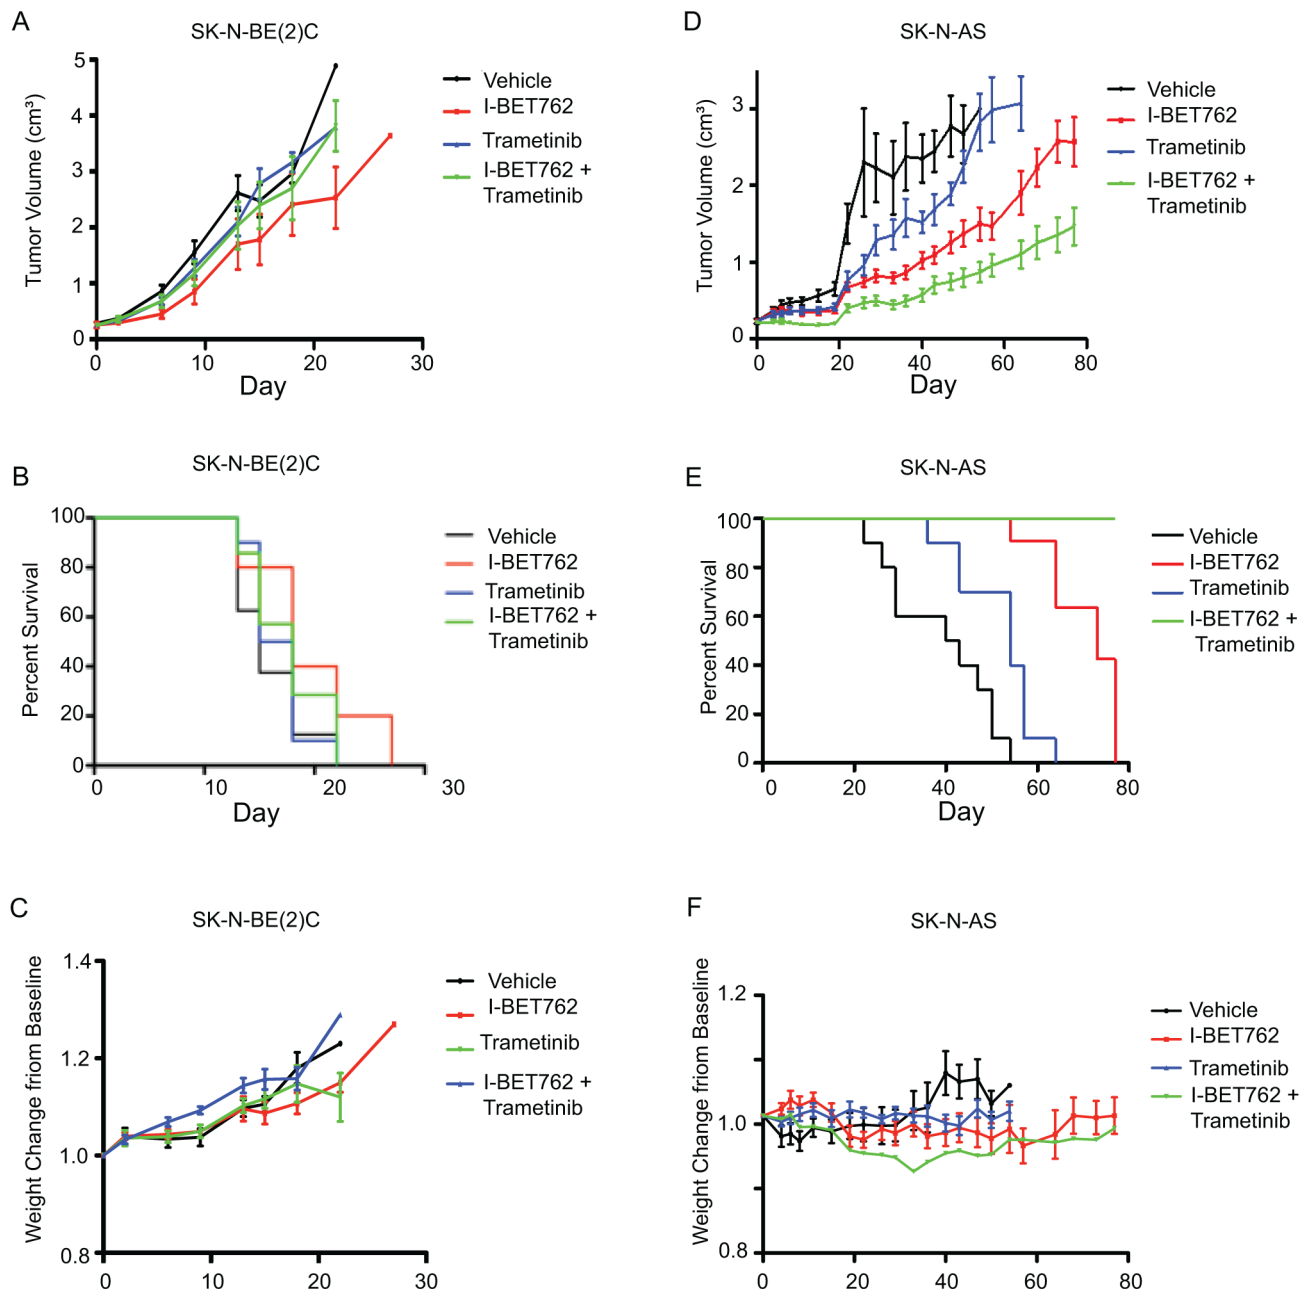 A
SK-N-BE(2)C
Tumor Volume (cm³)
5
4
3
2
1
0
0 10 20 30
Day
Vehicle
I-BET762
Trametinib
I-BET762 +
Trametinib
D
SK-N-AS
Tumor Volume (cm³)
3
2
1
0
0 20 40 60 80
Day
Vehicle
I-BET762
Trametinib
I-BET762 +
Trametinib
B
SK-N-BE(2)C
Percent Survival
100
80
60
40
20
0
0 10 20 30
Day
Vehicle
I-BET762
Trametinib
I-BET762 +
Trametinib
E
SK-N-AS
Percent Survival
100
80
60
40
20
0
0 20 40 60 80
Day
Vehicle
I-BET762
Trametinib
I-BET762 +
Trametinib
C
SK-N-BE(2)C
Weight Change friom Baseline
1.4
1.2
1.0
0.8
0 10 20 30
Vehicle
I-BET762
Trametinib
I-BET762 +
Trametinib
F
SK-N-AS
Weight Change friom Baseline
1.2
1.0
0.8
0 20 40 60 80
Vehicle
I-BET762
Trametinib
I-BET762 +
Trametinib